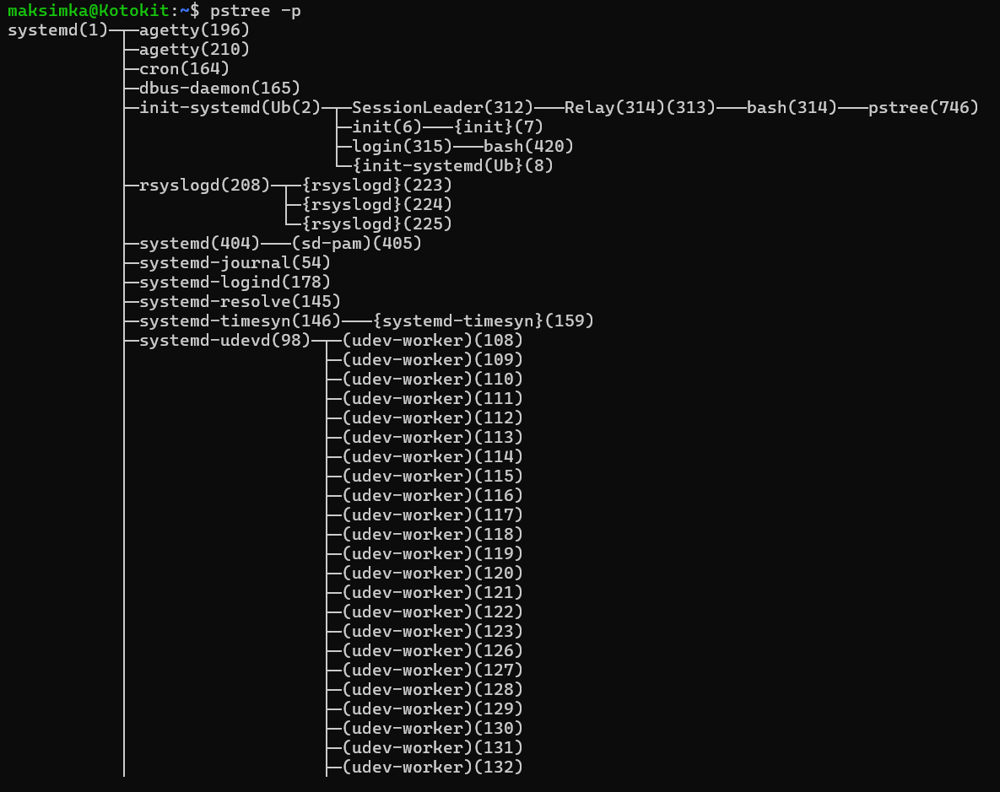 maksimka@Kotokit:~$ pstree -p
systemd(1)─┬─agetty(196)
           ├─agetty(210)
           ├─cron(164)
           ├─dbus-daemon(165)
           ├─init-systemd(Ub(2)─┬─SessionLeader(312)───Relay(314)(313)───bash(314)───pstree(746)
           │                    ├─init(6)───{init}(7)
           │                    ├─login(315)───bash(420)
           │                    └─{init-systemd(Ub}(8)
           ├─rsyslogd(208)─┬─{rsyslogd}(223)
           │               ├─{rsyslogd}(224)
           │               └─{rsyslogd}(225)
           ├─systemd(404)───(sd-pam)(405)
           ├─systemd-journal(54)
           ├─systemd-logind(178)
           ├─systemd-resolve(145)
           ├─systemd-timesyn(146)───{systemd-timesyn}(159)
           ├─systemd-udevd(98)─┬─(udev-worker)(108)
           │                   ├─(udev-worker)(109)
           │                   ├─(udev-worker)(110)
           │                   ├─(udev-worker)(111)
           │                   ├─(udev-worker)(112)
           │                   ├─(udev-worker)(113)
           │                   ├─(udev-worker)(114)
           │                   ├─(udev-worker)(115)
           │                   ├─(udev-worker)(116)
           │                   ├─(udev-worker)(117)
           │                   ├─(udev-worker)(118)
           │                   ├─(udev-worker)(119)
           │                   ├─(udev-worker)(120)
           │                   ├─(udev-worker)(121)
           │                   ├─(udev-worker)(122)
           │                   ├─(udev-worker)(123)
           │                   ├─(udev-worker)(126)
           │                   ├─(udev-worker)(127)
           │                   ├─(udev-worker)(128)
           │                   ├─(udev-worker)(129)
           │                   ├─(udev-worker)(130)
           │                   ├─(udev-worker)(131)
           │                   ├─(udev-worker)(132)